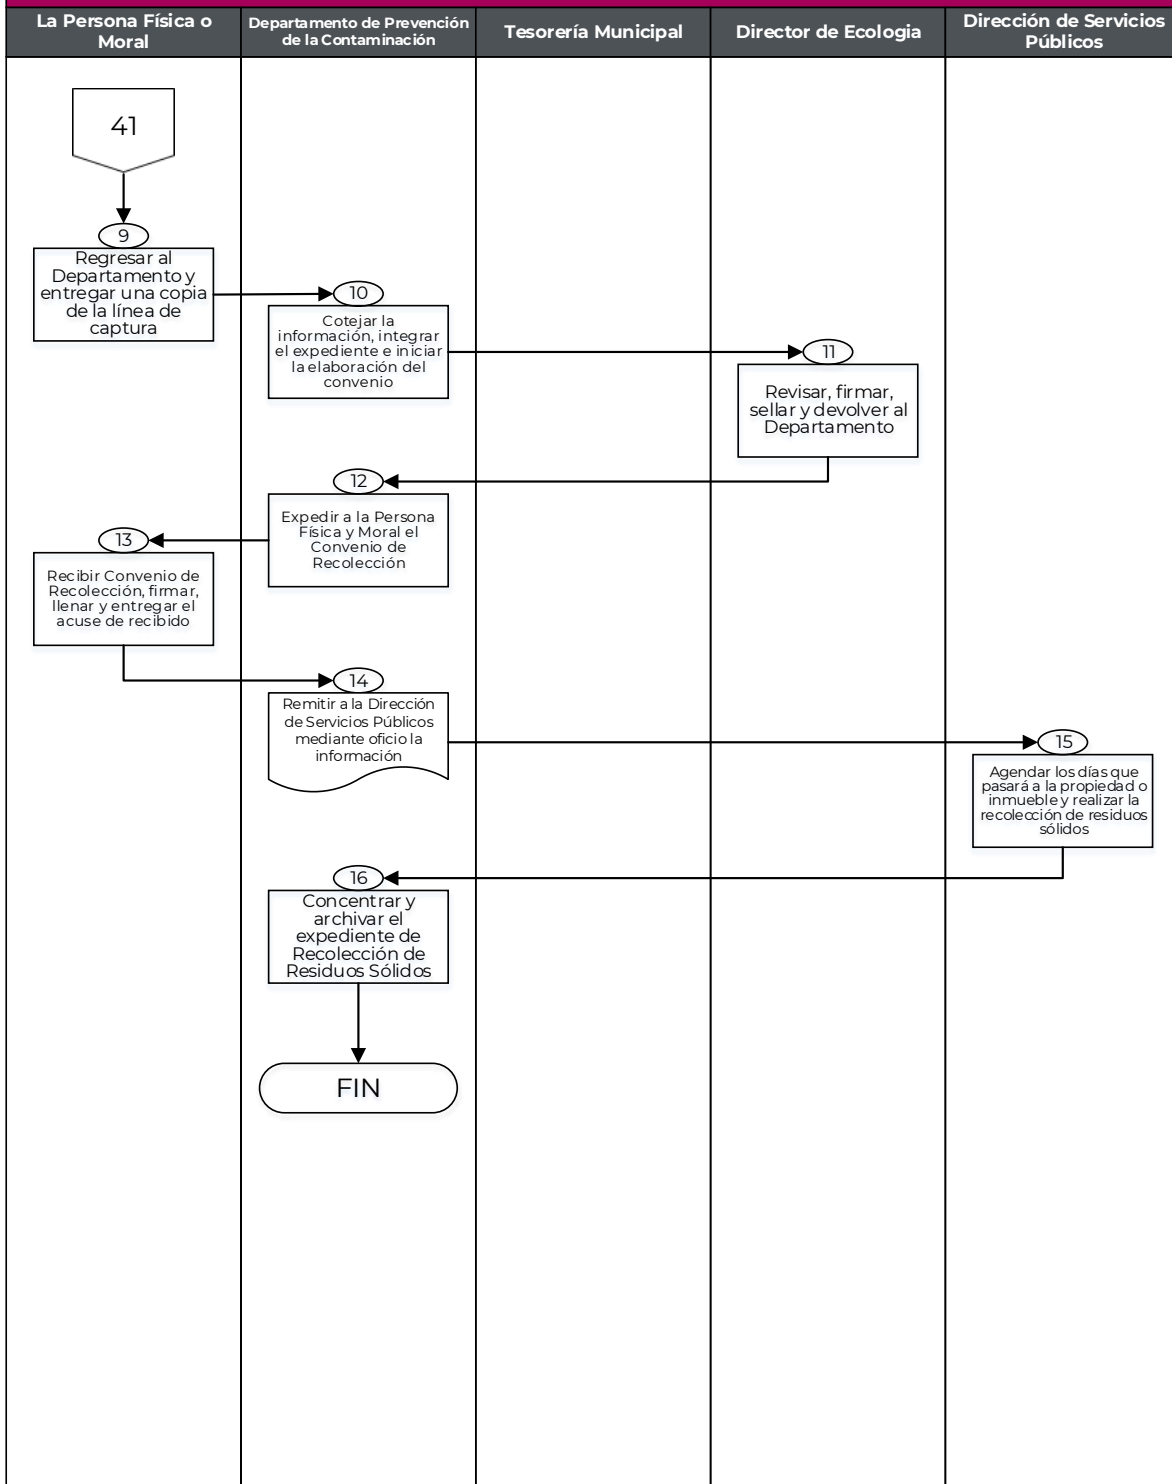 La Persona Física o
Moral
Departamento de Prevención
de la Contaminación
Tesorería Municipal
Director de Ecologia
Dirección de Servicios
Públicos
41
9
Regresar al
Departamento y
entregar una copia
de la línea de
captura
10
Cotejar la
información, integrar
el expediente e iniciar
la elaboración del
convenio
11
Revisar, firmar,
sellar y devolver al
Departamento
12
Expedir a la Persona
Física y Moral el
Convenio de
Recolección
13
Recibir Convenio de
Recolección, firmar,
llenar y entregar el
acuse de recibido
14
Remitir a la Dirección
de Servicios Públicos
mediante oficio la
información
15
Agendar los días que
pasará a la propiedad o
inmueble y realizar la
recolección de residuos
sólidos
16
Concentrar y
archivar el
expediente de
Recolección de
Residuos Sólidos
FIN